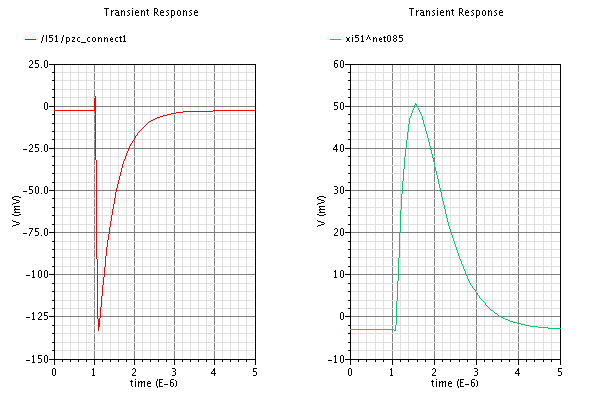 Transient Response
/I51/pzc_connect1
25.0
0
-25.0
-50.0
-75.0
-100
-125
-150
V (mV)
0 1 2 3 4 5
time (E-6)
Transient Response
xi51^net085
60
50
40
30
20
10
0
-10
V (mV)
0 1 2 3 4 5
time (E-6)